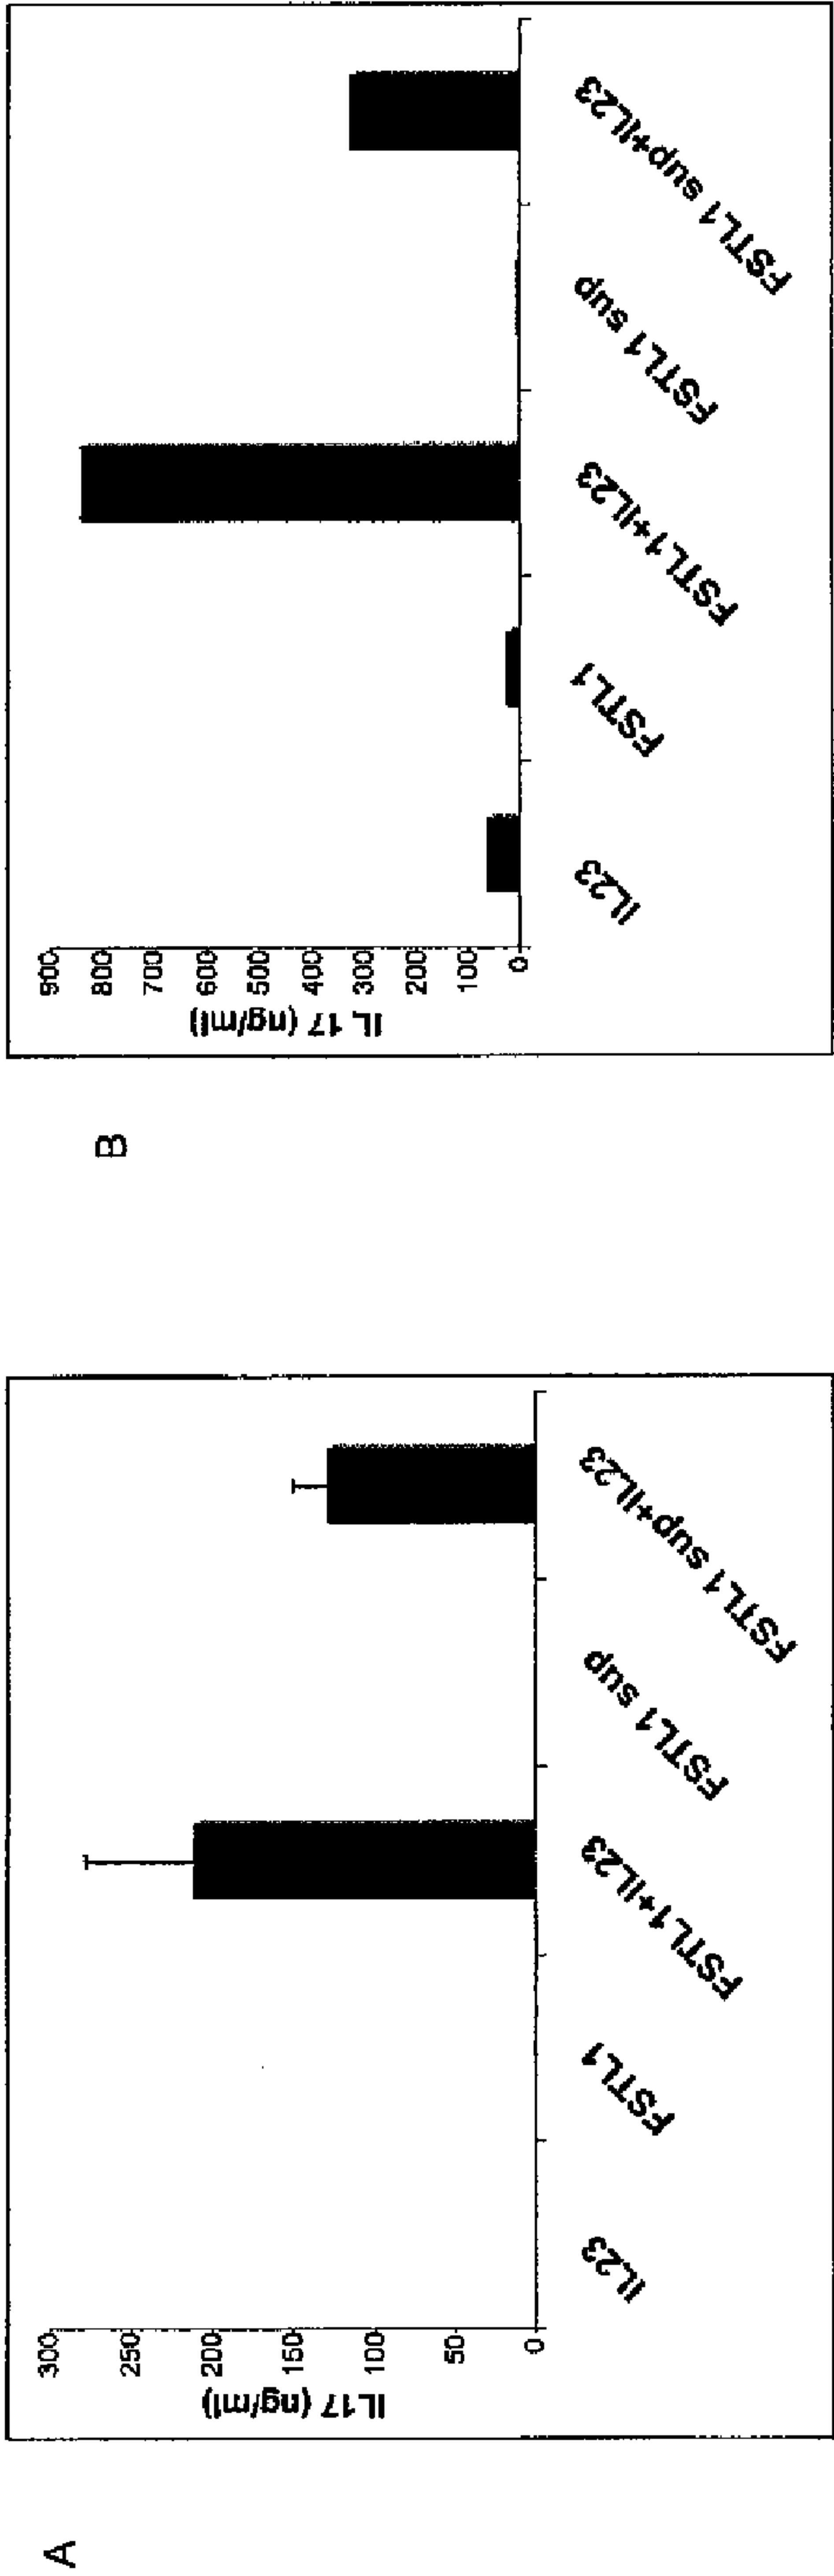 A
IL17 (ng/ml)
300
250
200
150
100
50
0
IL23
FSTL1
FSTL1+IL23
FSTL1 sup
FSTL1 sup+IL23
B
IL 17 (ng/ml)
900
800
700
600
500
400
300
200
100
0
IL23
FSTL1
FSTL1+IL23
FSTL1 sup
FSTL1 sup+IL23